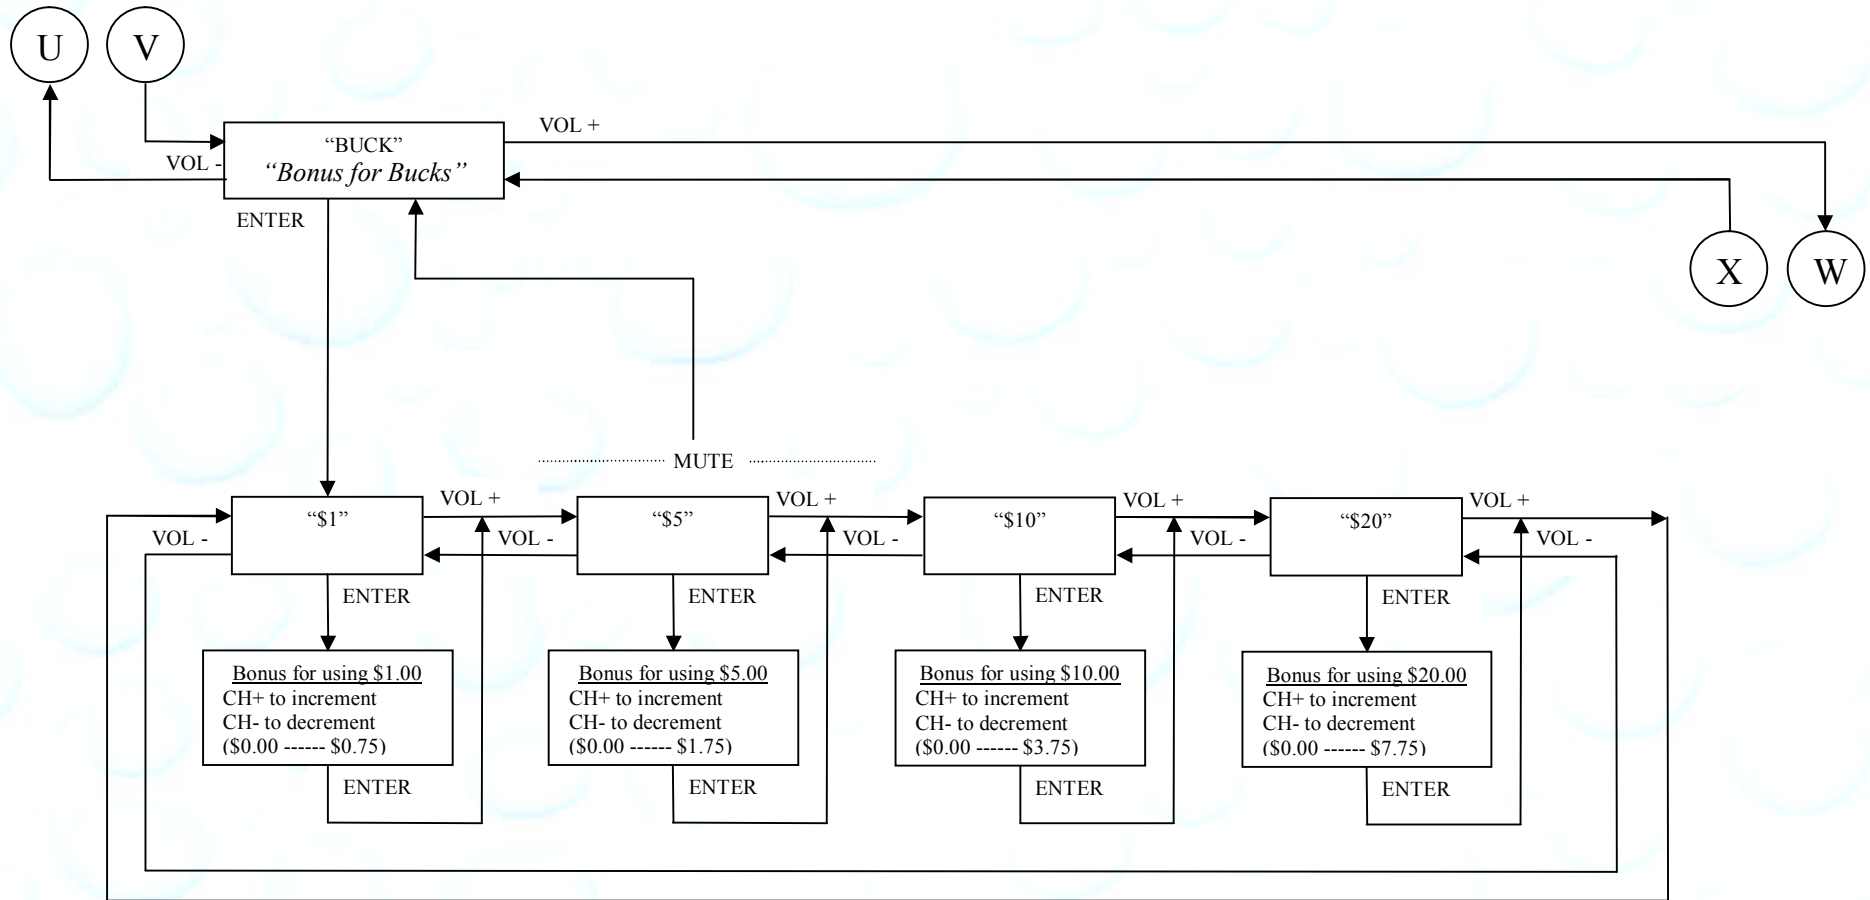 U
V
VOL +
“BUCK”
VOL -
“Bonus for Bucks”
ENTER
X
W
MUTE
VOL +
VOL +
VOL +
VOL +
“$1”
“$5”
“$10”
“$20”
VOL -
VOL -
VOL -
VOL -
VOL -
ENTER
ENTER
ENTER
ENTER
Bonus for using $1.00
CH+ to increment
CH- to decrement
($0.00 ------ $0.75)
Bonus for using $5.00
CH+ to increment
CH- to decrement
($0.00 ------ $1.75)
Bonus for using $10.00
CH+ to increment
CH- to decrement
($0.00 ------ $3.75)
Bonus for using $20.00
CH+ to increment
CH- to decrement
($0.00 ------ $7.75)
ENTER
ENTER
ENTER
ENTER